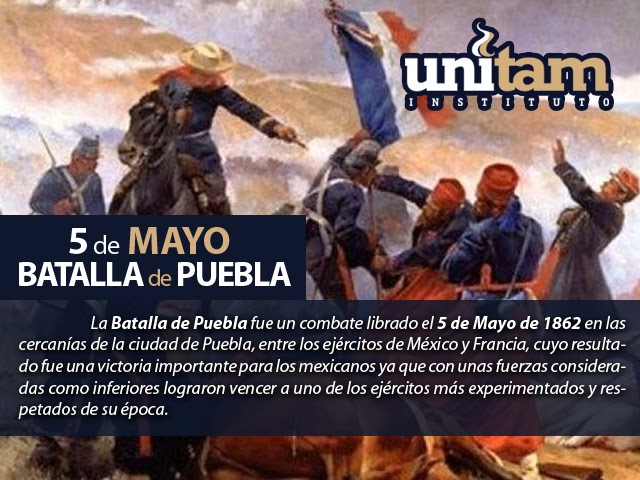 unitam
INSTITUTO
5 de MAYO
BATALLA de PUEBLA
La Batalla de Puebla fue un combate librado el 5 de Mayo de 1862 en las
cercanías de la ciudad de Puebla, entre los ejércitos de México y Francia, cuyo resulta-
do fue una victoria importante para los mexicanos ya que con unas fuerzas considera-
das como inferiores lograron vencer a uno de los ejércitos más experimentados y res-
petados de su época.